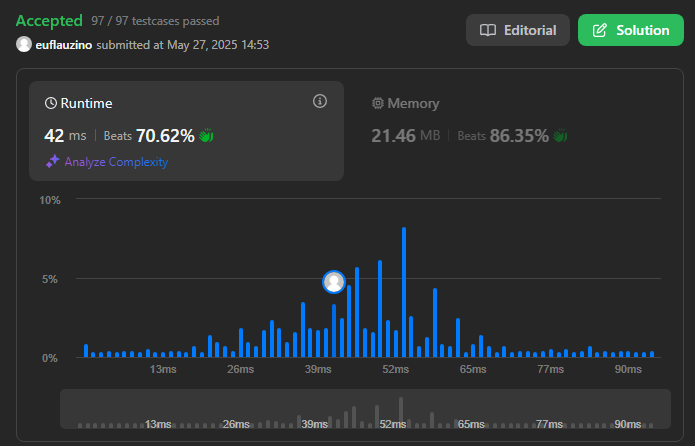 Accepted 97 / 97 testcases passed
euflauzino submitted at May 27, 2025 14:53
Editorial
Solution
Runtime
42 ms | Beats 70.62%
Analyze Complexity
Memory
21.46 MB | Beats 86.35%
10%
5%
0%
13ms 26ms 39ms 52ms 65ms 77ms 90ms
13ms 26ms 39ms 52ms 65ms 77ms 90ms